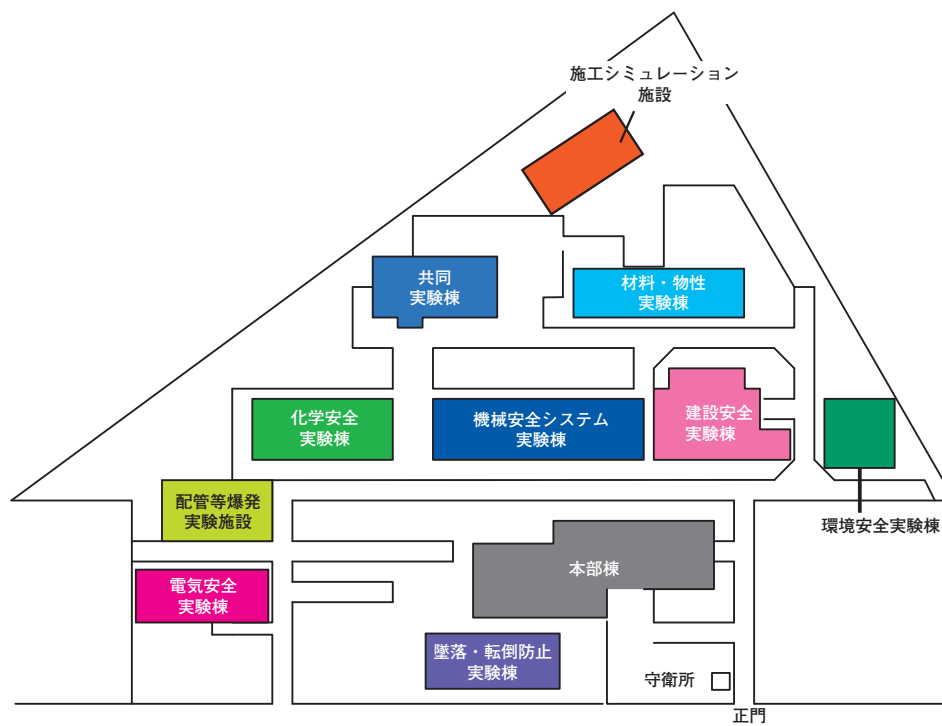 施工シミュレーション
施設
共同
実験棟
材料・物性
実験棟
化学安全
実験棟
機械安全システム
実験棟
建設安全
実験棟
環境安全実験棟
配管等爆発
実験施設
本部棟
電気安全
実験棟
墜落・転倒防止
実験棟
守衛所
正門